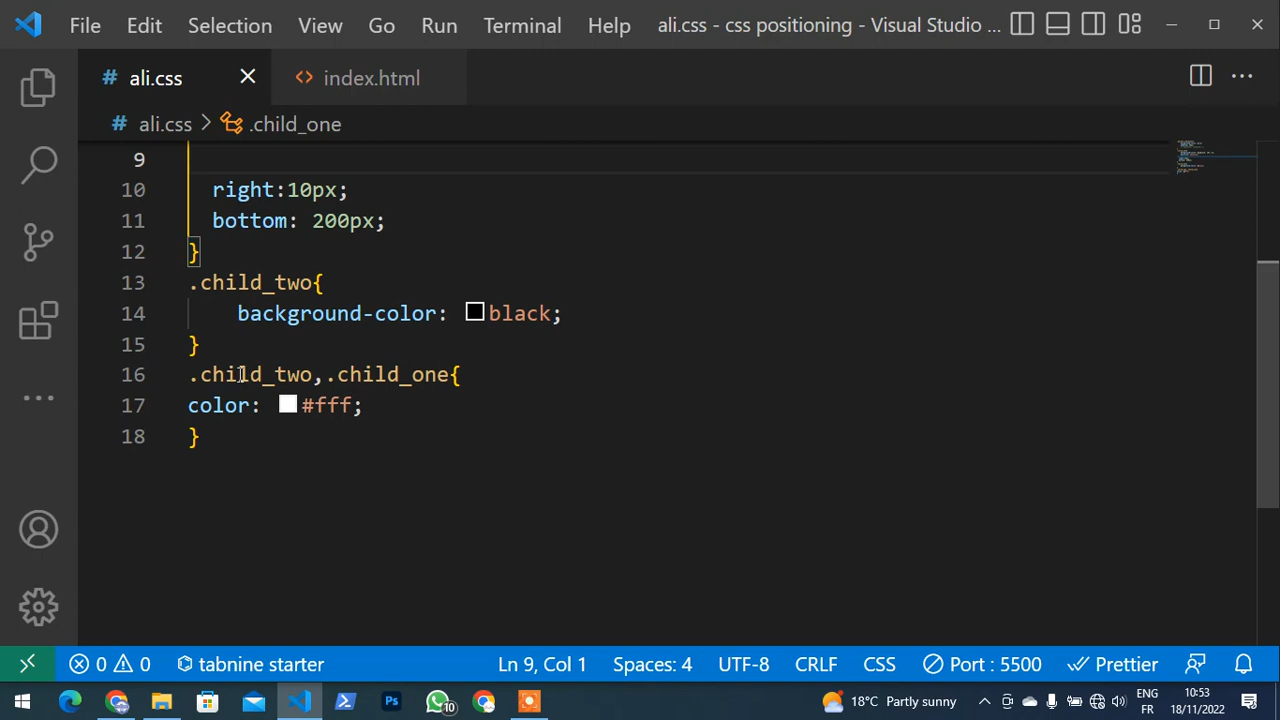 File Edit Selection View Go Run Terminal Help ali.css - css positioning - Visual Studio ...
# ali.css <> index.html ...
# ali.css > .child_one
9
10 right:10px;
11 bottom: 200px;
12 }
13 .child_two{
14 background-color: black;
15 }
16 .child_two,.child_one{
17 color: #fff;
18 }
0 0 tabnine starter Ln 9, Col 1 Spaces: 4 UTF-8 CRLF CSS Port : 5500 Prettier
Ps 10 18°C Partly sunny ENG 10:53
FR 18/11/2022